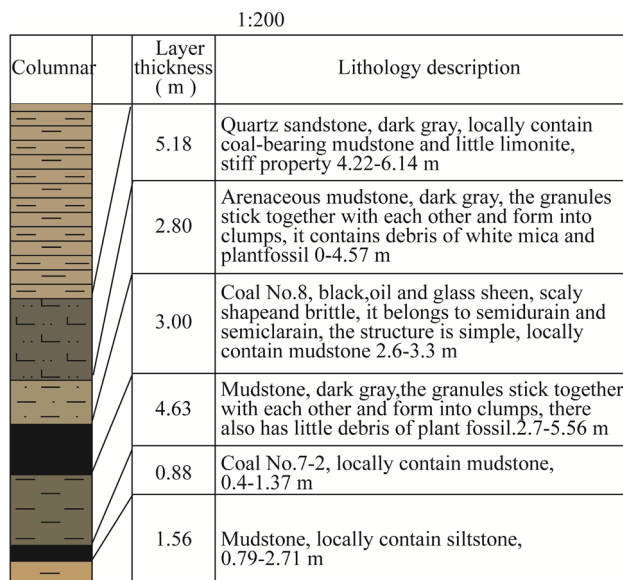 1:200
Columnar
Layer
thickness
( m )
Lithology description
5.18
Quartz sandstone, dark gray, locally contain
coal-bearing mudstone and little limonite,
stiff property 4.22-6.14 m
2.80
Arenaceous mudstone, dark gray, the granules
stick together with each other and form into
clumps, it contains debris of white mica and
plantfossil 0-4.57 m
3.00
Coal No.8, black,oil and glass sheen, scaly
shapeand brittle, it belongs to semidurain and
semiclarain, the structure is simple, locally
contain mudstone 2.6-3.3 m
4.63
Mudstone, dark gray,the granules stick together
with each other and form into clumps, there
also has little debris of plant fossil.2.7-5.56 m
0.88
Coal No.7-2, locally contain mudstone,
0.4-1.37 m
1.56
Mudstone, locally contain siltstone,
0.79-2.71 m